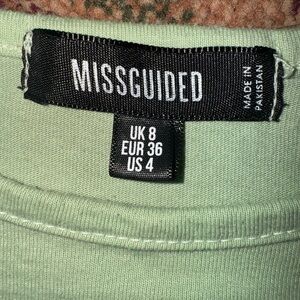 MISSGUIDED
MADE IN
PAKISTAN
UK 8
EUR 36
US 4